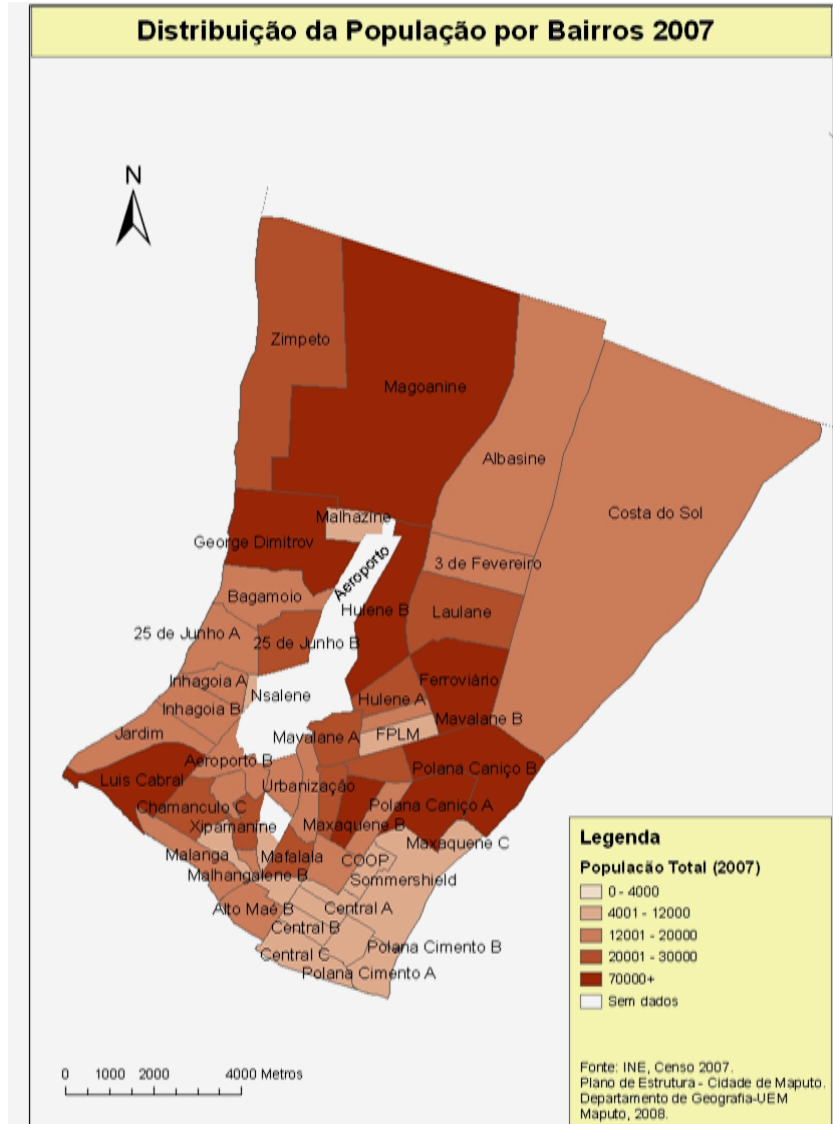 Distribuição da População por Bairros 2007
N
Zimpeto
Magoanine
Albasine
Costa do Sol
Malhazine
George Dimitrov
Aeroporto
3 de Fevereiro
Bagamoio
Hulene B
Laulane
25 de Junho A
25 de Junho B
Inhagoia A
Ferroviário
Nsalene
Hulene A
Inhagoia B
Mavalane B
Jardim
Mavalane A
FPLM
Aeroporto B
Polana Caniço B
Luis Cabral
Urbanização
Chamanculo C
Polana Caniço A
Xipamanine
Maxaquene B
Maxaquene C
Malanga
Mafalala
COOP
Malhangalene B
Sommershield
Alto Maé B
Central A
Central B
Polana Cimento B
Central C
Polana Cimento A
Legenda
Populacão Total (2007)
0 - 4000
4001 - 12000
12001 - 20000
20001 - 30000
70000+
Sem dados
0 1000 2000 4000 Metros
Fonte: INE, Censo 2007.
Plano de Estrutura - Cidade de Maputo.
Departamento de Geografia-UEM
Maputo, 2008.